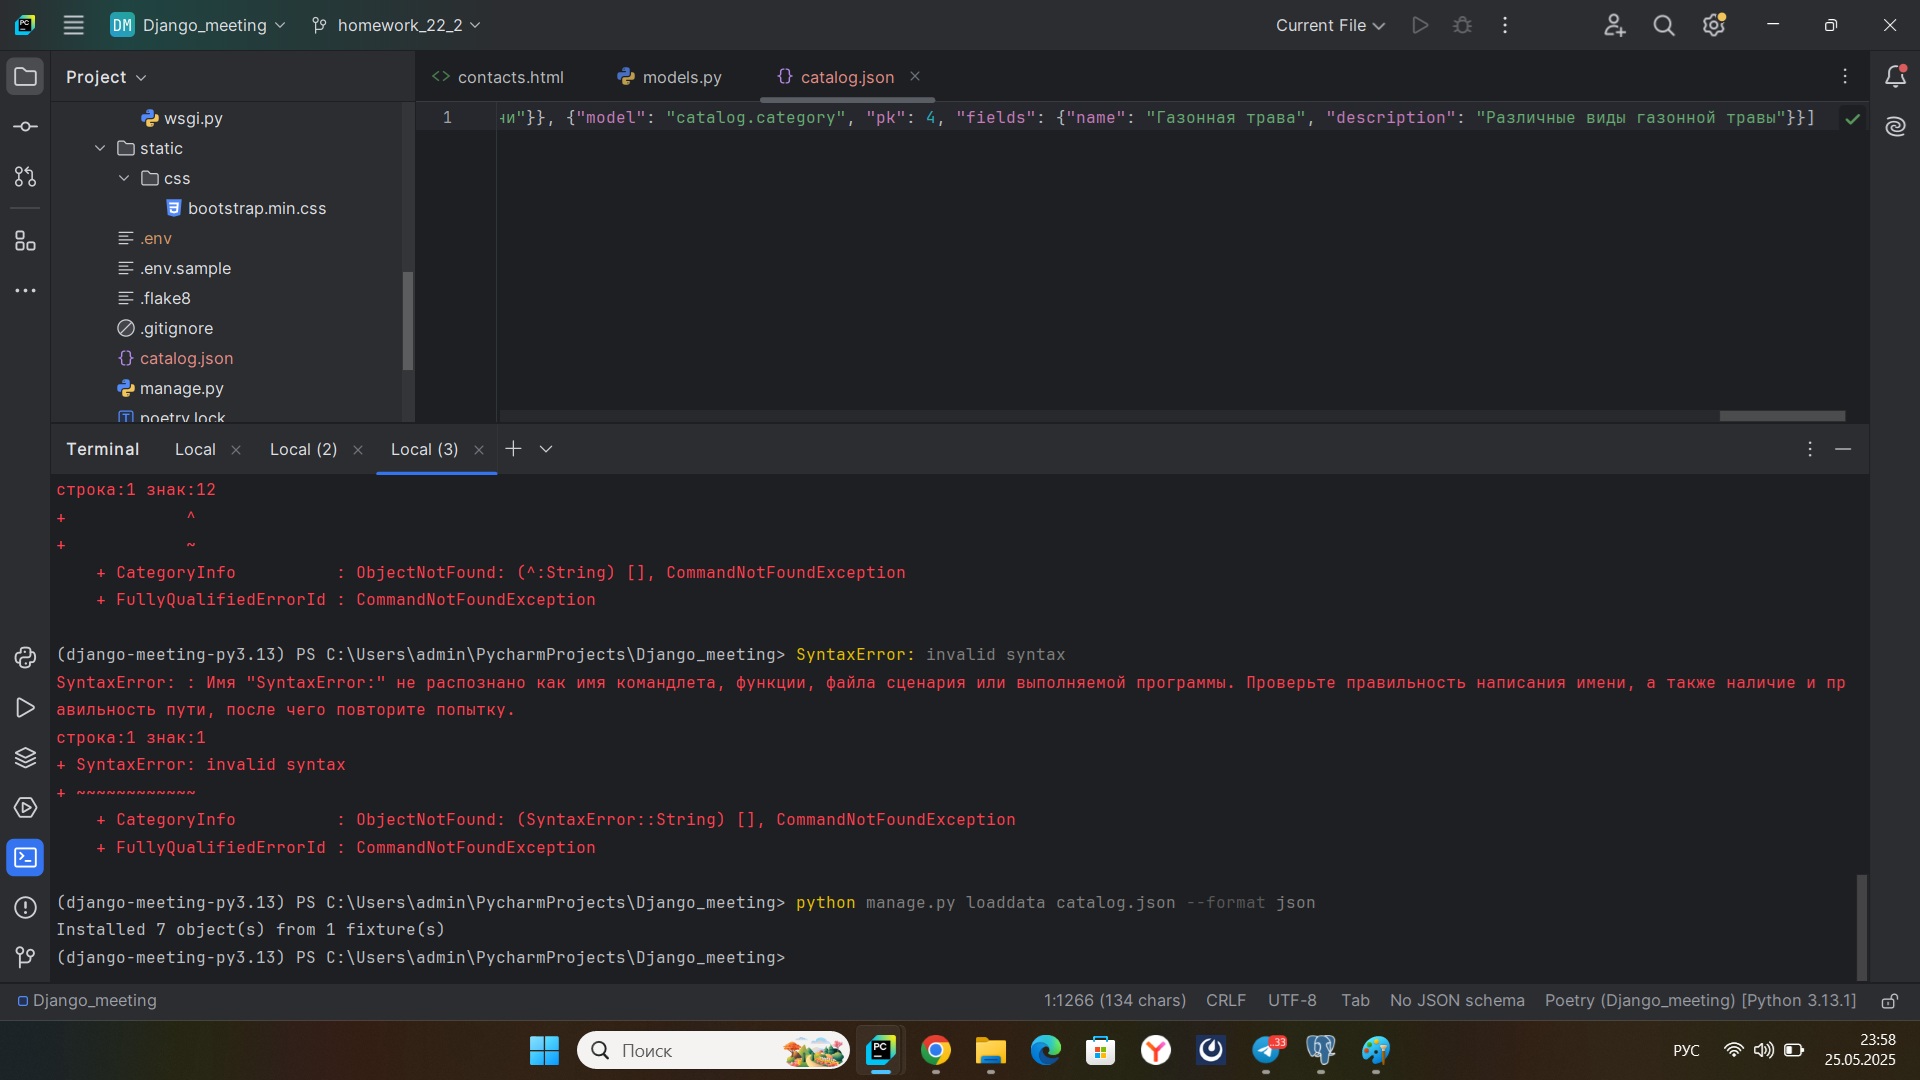 DM Django_meeting
homework_22_2
Current File
Project
contacts.html
models.py
catalog.json
wsgi.py
static
css
bootstrap.min.css
.env
.env.sample
.flake8
.gitignore
catalog.json
manage.py
poetry.lock
1
ни"}}, {"model": "catalog.category", "pk": 4, "fields": {"name": "Газонная трава", "description": "Различные виды газонной травы"}}]
Terminal
Local
Local (2)
Local (3)
строка:1 знак:12
+             ^
+             ~
    + CategoryInfo          : ObjectNotFound: (^:String) [], CommandNotFoundException
    + FullyQualifiedErrorId : CommandNotFoundException
(django-meeting-py3.13) PS C:\Users\admin\PycharmProjects\Django_meeting> SyntaxError: invalid syntax
SyntaxError: : Имя "SyntaxError:" не распознано как имя командлета, функции, файла сценария или выполняемой программы. Проверьте правильность написания имени, а также наличие и пр
авильность пути, после чего повторите попытку.
строка:1 знак:1
+ SyntaxError: invalid syntax
+ ~~~~~~~~~~~~
    + CategoryInfo          : ObjectNotFound: (SyntaxError::String) [], CommandNotFoundException
    + FullyQualifiedErrorId : CommandNotFoundException
(django-meeting-py3.13) PS C:\Users\admin\PycharmProjects\Django_meeting> python manage.py loaddata catalog.json --format json
Installed 7 object(s) from 1 fixture(s)
(django-meeting-py3.13) PS C:\Users\admin\PycharmProjects\Django_meeting>
Django_meeting
1:1266 (134 chars)
CRLF
UTF-8
Tab
No JSON schema
Poetry (Django_meeting) [Python 3.13.1]
Поиск
PC
33
РУС
23:58
25.05.2025